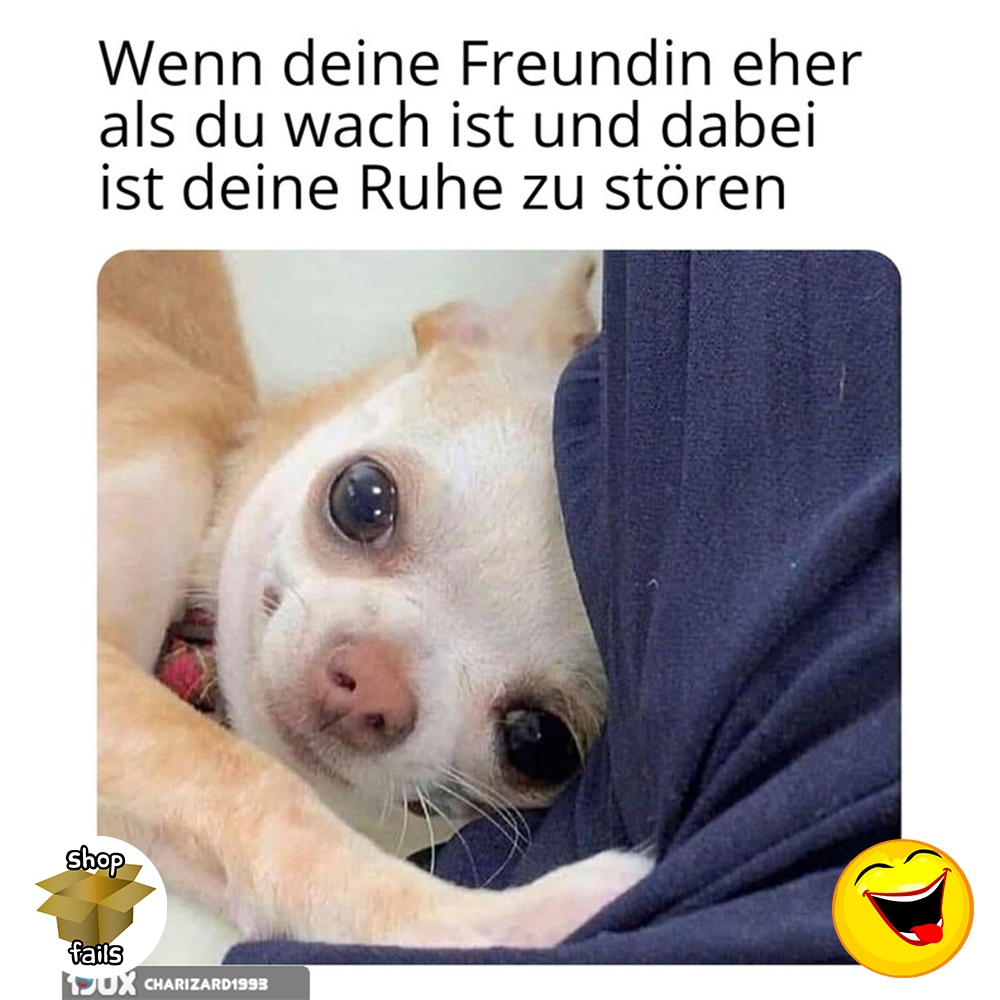 Wenn deine Freundin eher
als du wach ist und dabei
ist deine Ruhe zu stören
shop
fails
CHARIZARD1993